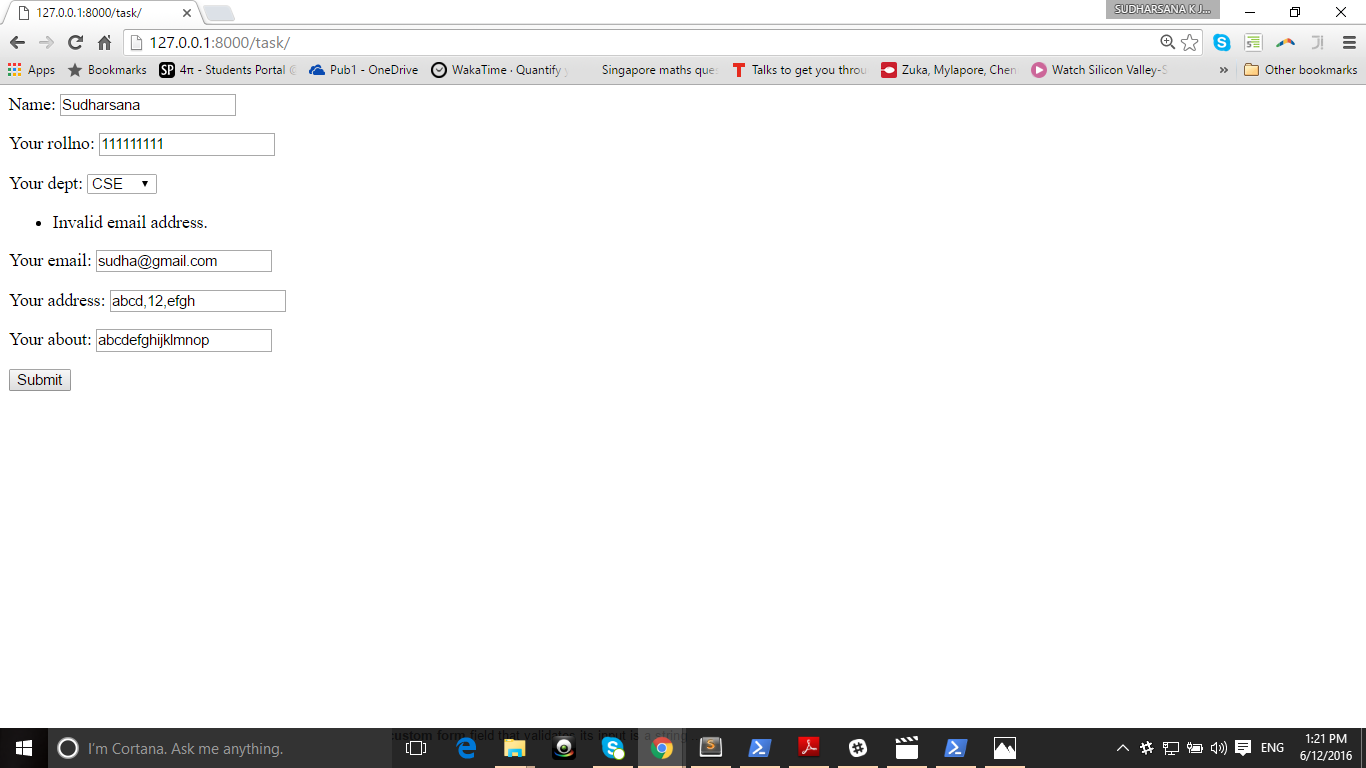 127.0.0.1:8000/task/
SUDHARSANA K J...
127.0.0.1:8000/task/
Apps
Bookmarks
SP 4π - Students Portal
Pub1 - OneDrive
WakaTime · Quantify
Singapore maths que
T Talks to get you throu
Zuka, Mylapore, Chen
Watch Silicon Valley-S
»
Other bookmarks
Name: Sudharsana
Your rollno: 111111111
Your dept: CSE
• Invalid email address.
Your email: sudha@gmail.com
Your address: abcd,12,efgh
Your about: abcdefghijklmnop
Submit
I'm Cortana. Ask me anything.
custom form field that validates its input is a string
ENG
1:21 PM
6/12/2016